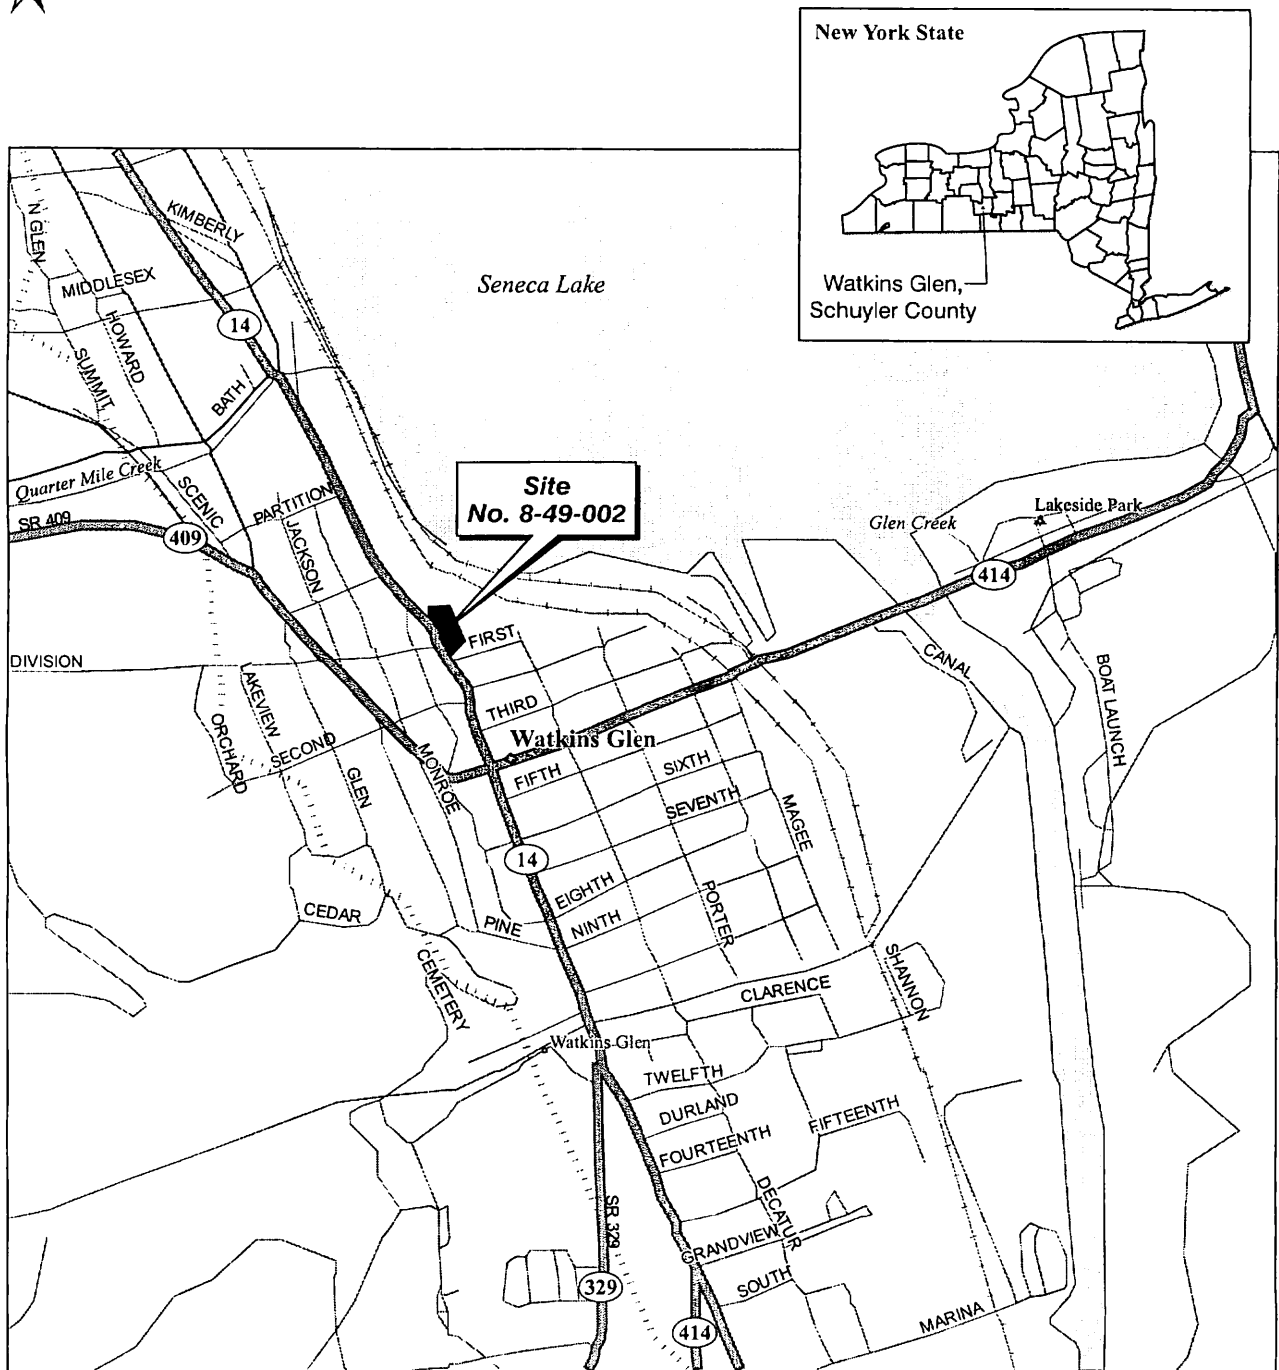 New York State
Watkins Glen,
Schuyler County
Seneca Lake
N GLEN
KIMBERLY
MIDDLESEX
HOWARD
14
SUMMIT
BATH
Quarter Mile Creek
SCENIC
PARTITION
SR 409
409
JACKSON
Site
No. 8-49-002
Glen Creek
Lakeside Park
414
FIRST
DIVISION
CANAL
BOAT LAUNCH
AKEVIEW
ORCHARD
SECOND
THIRD
Watkins Glen
GLEN
MONROE
FIFTH
SIXTH
SEVENTH
MAGEE
14
EIGHTH
CEDAR
PINE
NINTH
PORTER
CEMETERY
CLARENCE
SHANNON
Watkins Glen
TWELFTH
DURLAND
FIFTEENTH
FOURTEENTH
DECATUR
SR 329
GRANDVIEW
SOUTH
329
414
MARINA